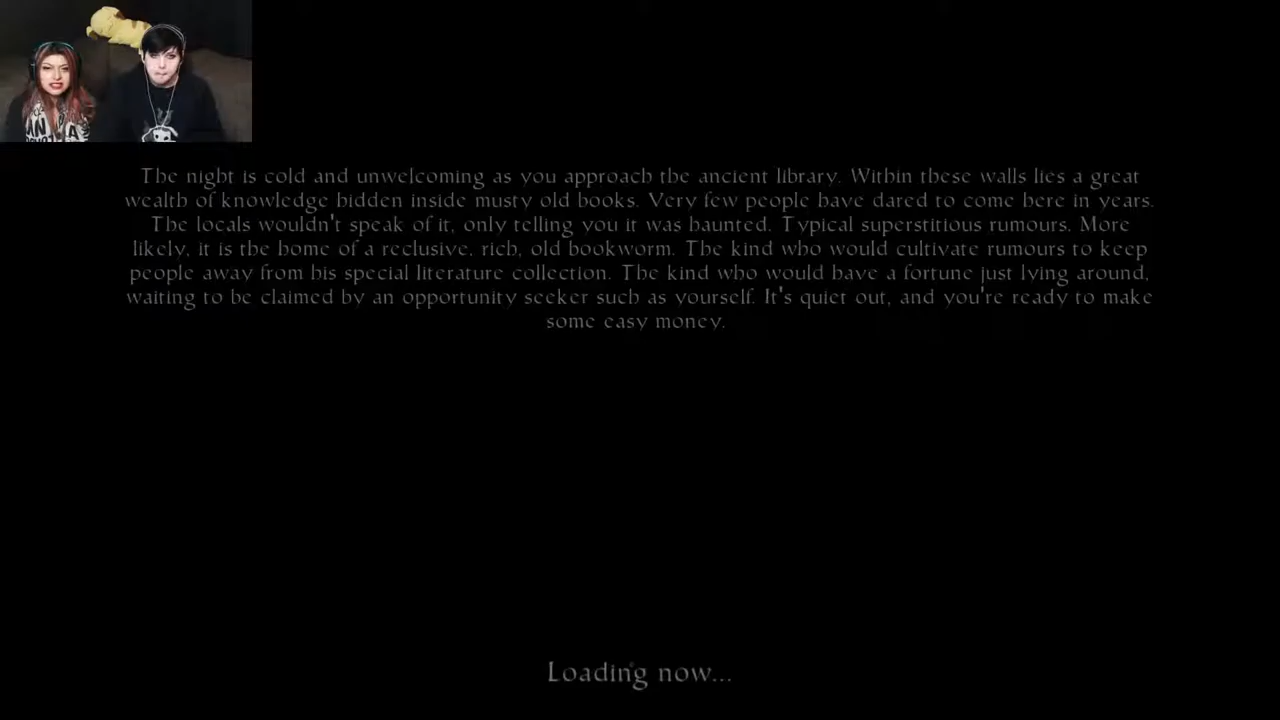 The night is cold and unwelcoming as you approach the ancient library. Within these walls lies a great
wealth of knowledge hidden inside musty old books. Very few people have dared to come here in years.
The locals wouldn't speak of it, only telling you it was haunted. Typical superstitious rumours. More
likely, it is the home of a reclusive, rich, old bookworm. The kind who would cultivate rumours to keep
people away from his special literature collection. The kind who would have a fortune just lying around,
waiting to be claimed by an opportunity seeker such as yourself. It's quiet out, and you're ready to make
some easy money.
Loading now...